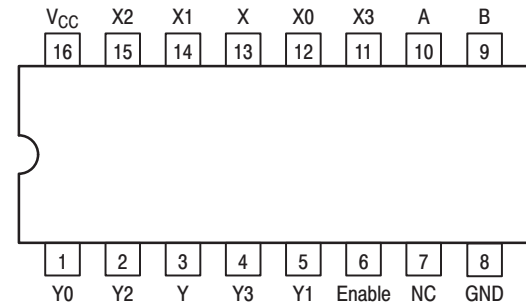 VCC X2 X1 X X0 X3 A B
16 15 14 13 12 11 10 9
1 2 3 4 5 6 7 8
Y0 Y2 Y Y3 Y1 Enable NC GND